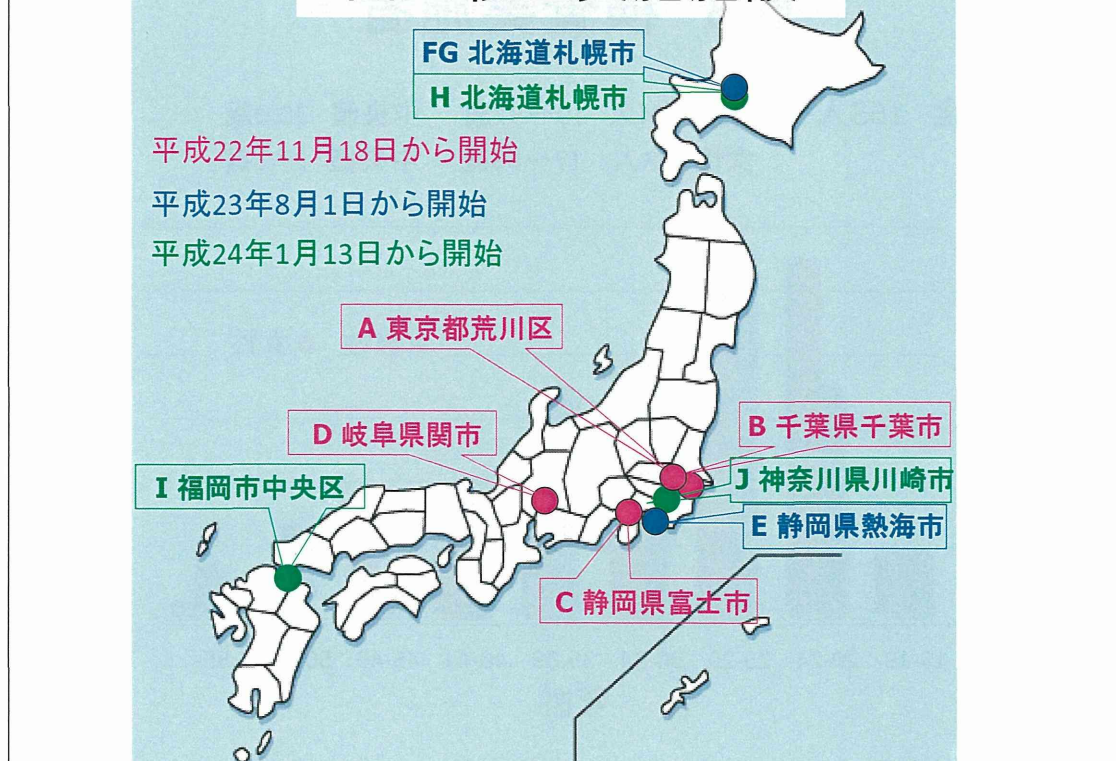 FG 北海道札幌市
H 北海道札幌市
平成22年11月18日から開始
平成23年8月1日から開始
平成24年1月13日から開始
A 東京都荒川区
D 岐阜県関市
B 千葉県千葉市
I 福岡市中央区
J 神奈川県川崎市
E 静岡県熱海市
C 静岡県富士市